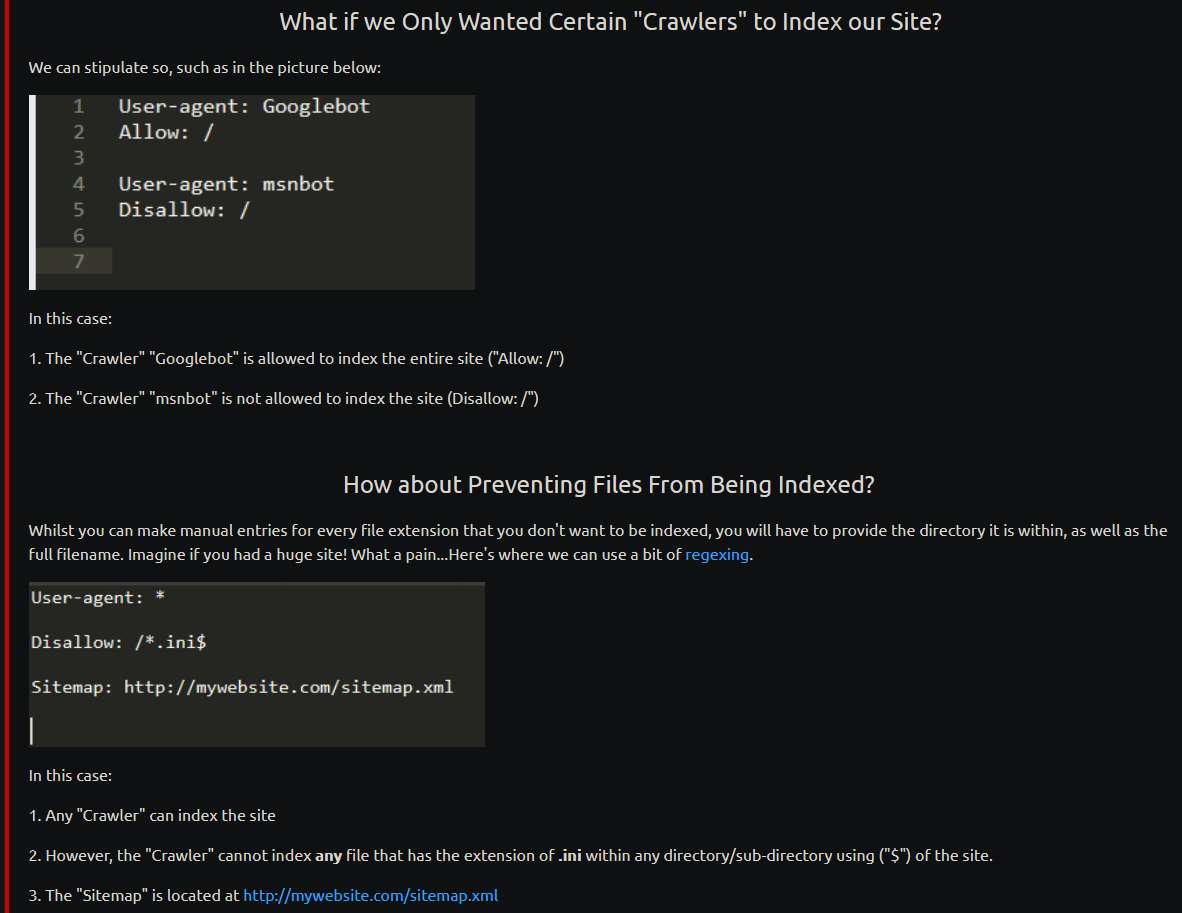 What if we Only Wanted Certain "Crawlers" to Index our Site?
We can stipulate so, such as in the picture below:
1 User-agent: Googlebot
2 Allow: /
3
4 User-agent: msnbot
5 Disallow: /
6
7
In this case:
1. The "Crawler" "Googlebot" is allowed to index the entire site ("Allow: /")
2. The "Crawler" "msnbot" is not allowed to index the site (Disallow: /")
How about Preventing Files From Being Indexed?
Whilst you can make manual entries for every file extension that you don't want to be indexed, you will have to provide the directory it is within, as well as the
full filename. Imagine if you had a huge site! What a pain...Here's where we can use a bit of regexing.
User-agent: *
Disallow: /*.ini$
Sitemap: http://mywebsite.com/sitemap.xml
In this case:
1. Any "Crawler" can index the site
2. However, the "Crawler" cannot index any file that has the extension of .ini within any directory/sub-directory using ("$") of the site.
3. The "Sitemap" is located at http://mywebsite.com/sitemap.xml